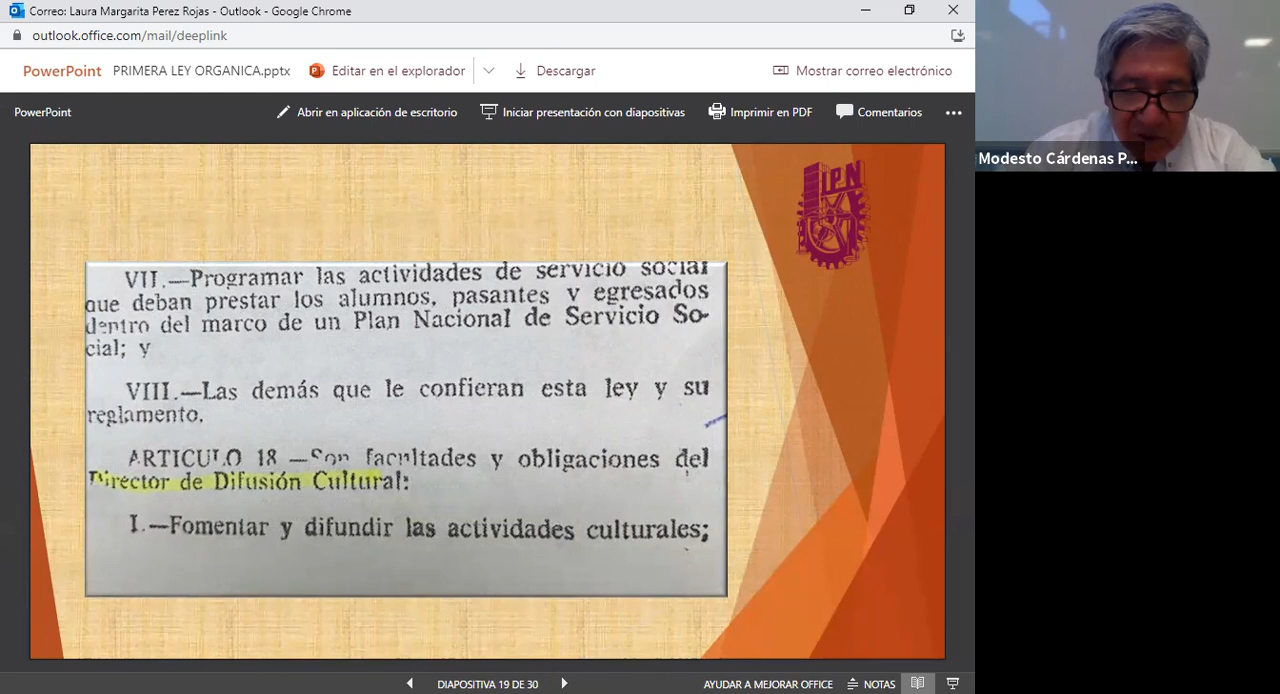 Correo: Laura Margarita Perez Rojas - Outlook - Google Chrome
outlook.office.com/mail/deeplink
PowerPoint PRIMERA LEY ORGANICA.pptx Editar en el explorador Descargar Mostrar correo electrónico
PowerPoint Abrir en aplicación de escritorio Iniciar presentación con diapositivas Imprimir en PDF Comentarios
IPN
VII.—Programar las actividades de servicio social
que deban prestar los alumnos, pasantes y egresados
dentro del marco de un Plan Nacional de Servicio So-
cial; y
VIII.—Las demás que le confieran esta ley y su
reglamento.
ARTICULO 18 —Son facultades y obligaciones del
Director de Difusión Cultural:
I.—Fomentar y difundir las actividades culturales;
DIAPOSITIVA 19 DE 30 AYUDAR A MEJORAR OFFICE NOTAS
Modesto Cárdenas P...